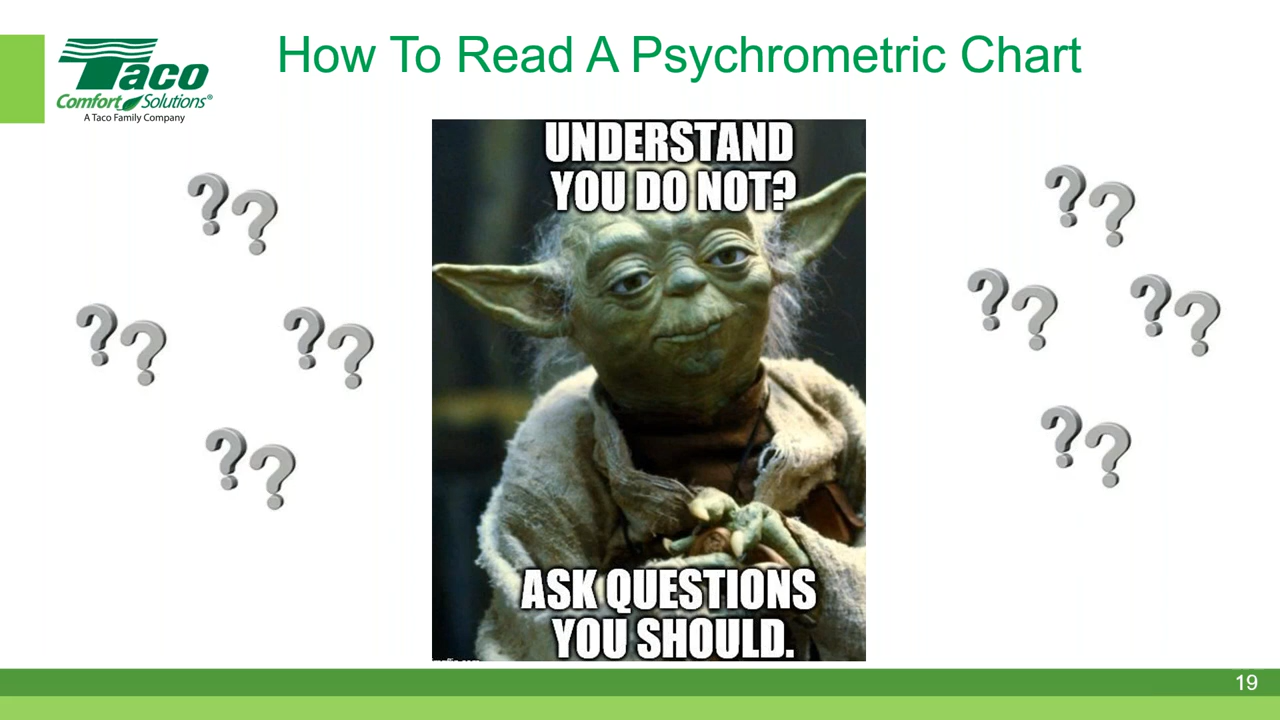 How To Read A Psychrometric Chart
Taco
Comfort Solutions®
A Taco Family Company
UNDERSTAND
YOU DO NOT?
ASK QUESTIONS
YOU SHOULD.
19